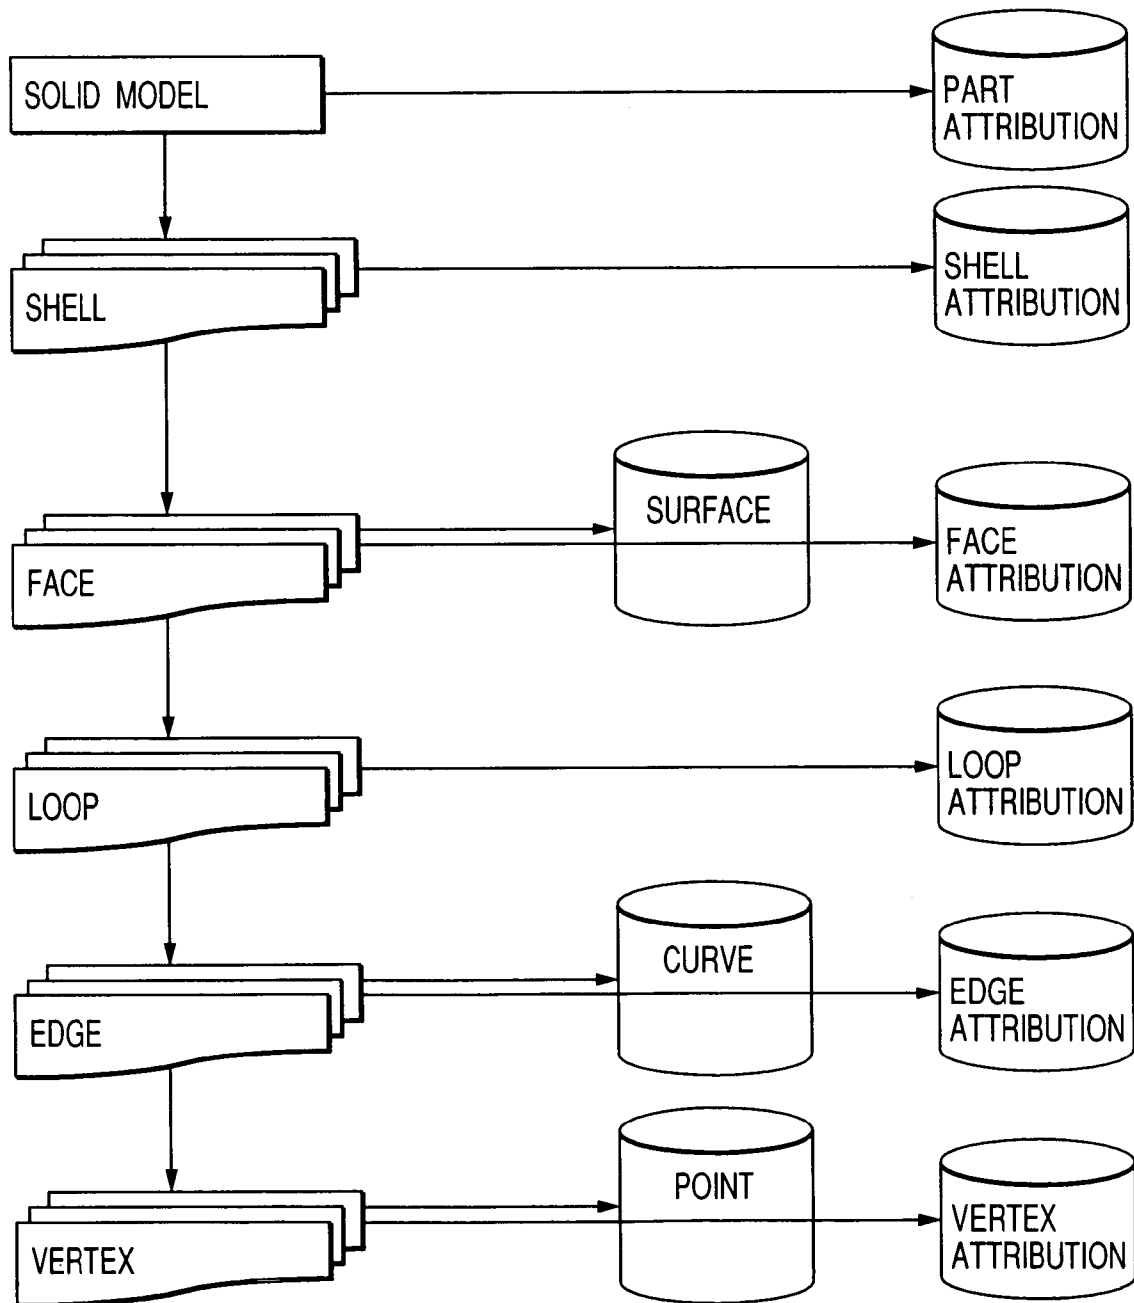 SOLID MODEL
PART
ATTRIBUTION
SHELL
SHELL
ATTRIBUTION
FACE
SURFACE
FACE
ATTRIBUTION
LOOP
LOOP
ATTRIBUTION
EDGE
CURVE
EDGE
ATTRIBUTION
VERTEX
POINT
VERTEX
ATTRIBUTION